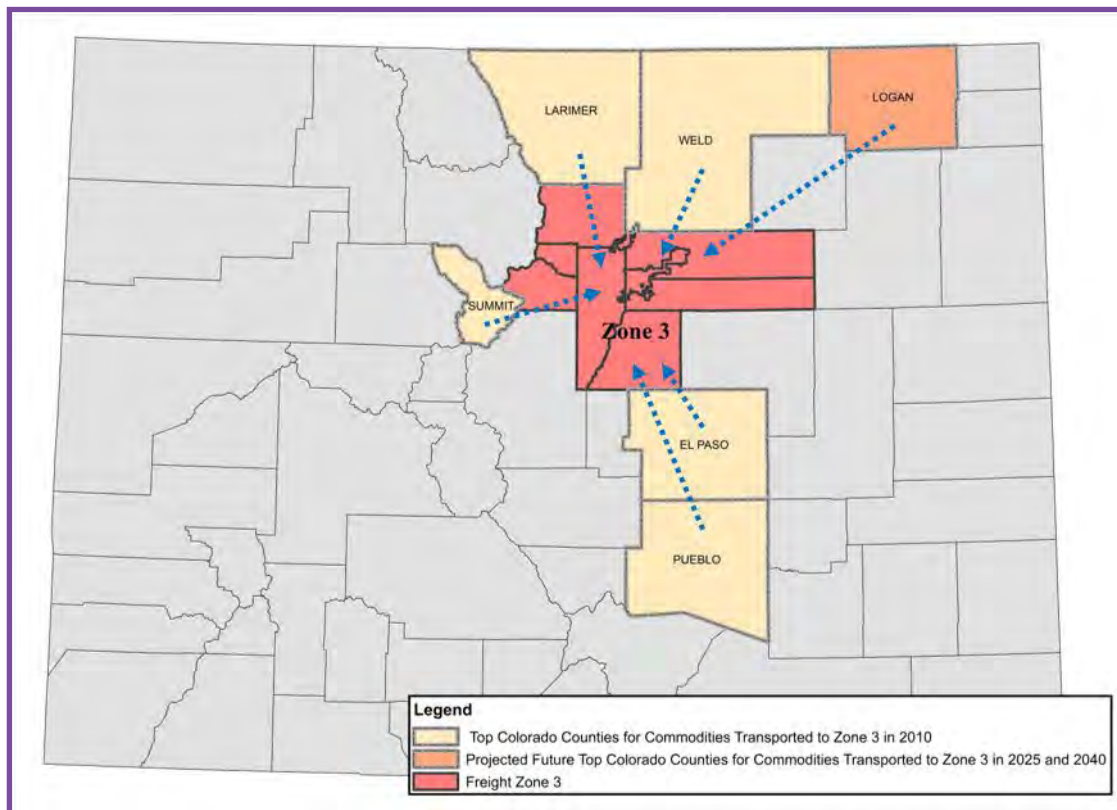 LARIMER
WELD
LOGAN
SUMMIT
Zone 3
EL PASO
PUEBLO
Legend
Top Colorado Counties for Commodities Transported to Zone 3 in 2010
Projected Future Top Colorado Counties for Commodities Transported to Zone 3 in 2025 and 2040
Freight Zone 3